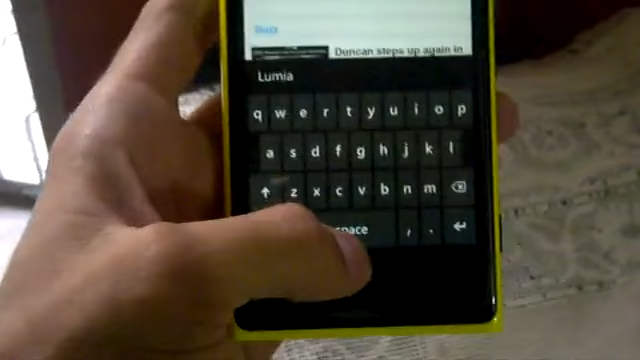 Buzz
Duncan steps up again in
Lumia
q w e r t y u i o p
a s d f g h j k l
z x c v b n m
space , .